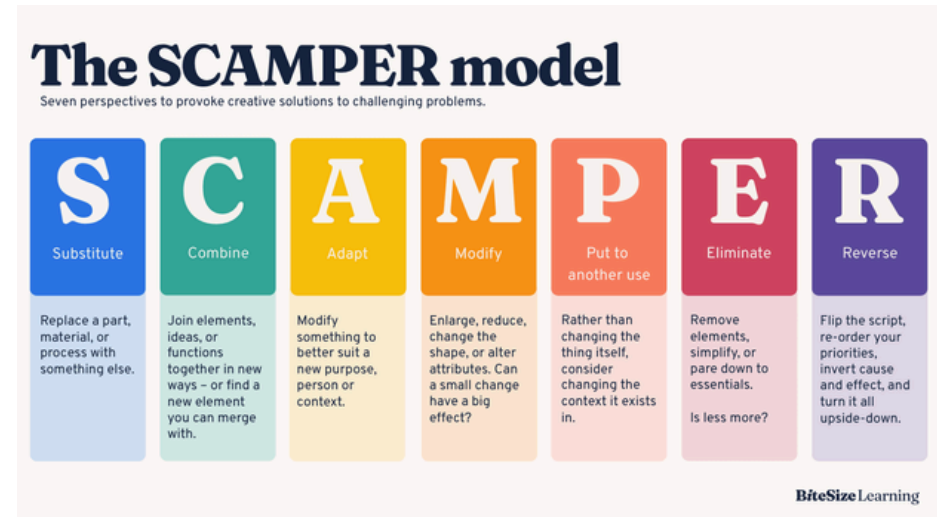 The SCAMPER model
Seven perspectives to provoke creative solutions to challenging problems.
S
Substitute
Replace a part,
material, or
process with
something else.
C
Combine
Join elements,
ideas, or
functions
together in new
ways – or find a
new element
you can merge
with.
A
Adapt
Modify
something to
better suit a
new purpose,
person or
context.
M
Modify
Enlarge, reduce,
change the
shape, or alter
attributes. Can
a small change
have a big
effect?
P
Put to
another use
Rather than
changing the
thing itself,
consider
changing the
context it exists
in.
E
Eliminate
Remove
elements,
simplify, or
pare down to
essentials.
Is less more?
R
Reverse
Flip the script,
re-order your
priorities,
invert cause
and effect, and
turn it all
upside-down.
BiteSize Learning